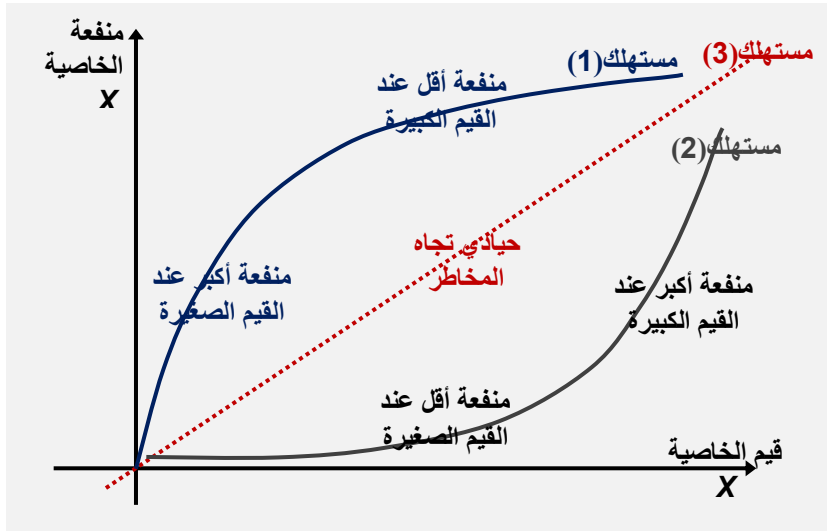 منفعة
الخاصية
X
مستهلك(1)
مستهلك(3)
منفعة أقل عند
القيم الكبيرة
مستهلك(2)
حيادي تجاه
المخاطر
منفعة أكبر عند
القيم الصغيرة
منفعة أكبر عند
القيم الكبيرة
منفعة أقل عند
القيم الصغيرة
قيم الخاصية
X